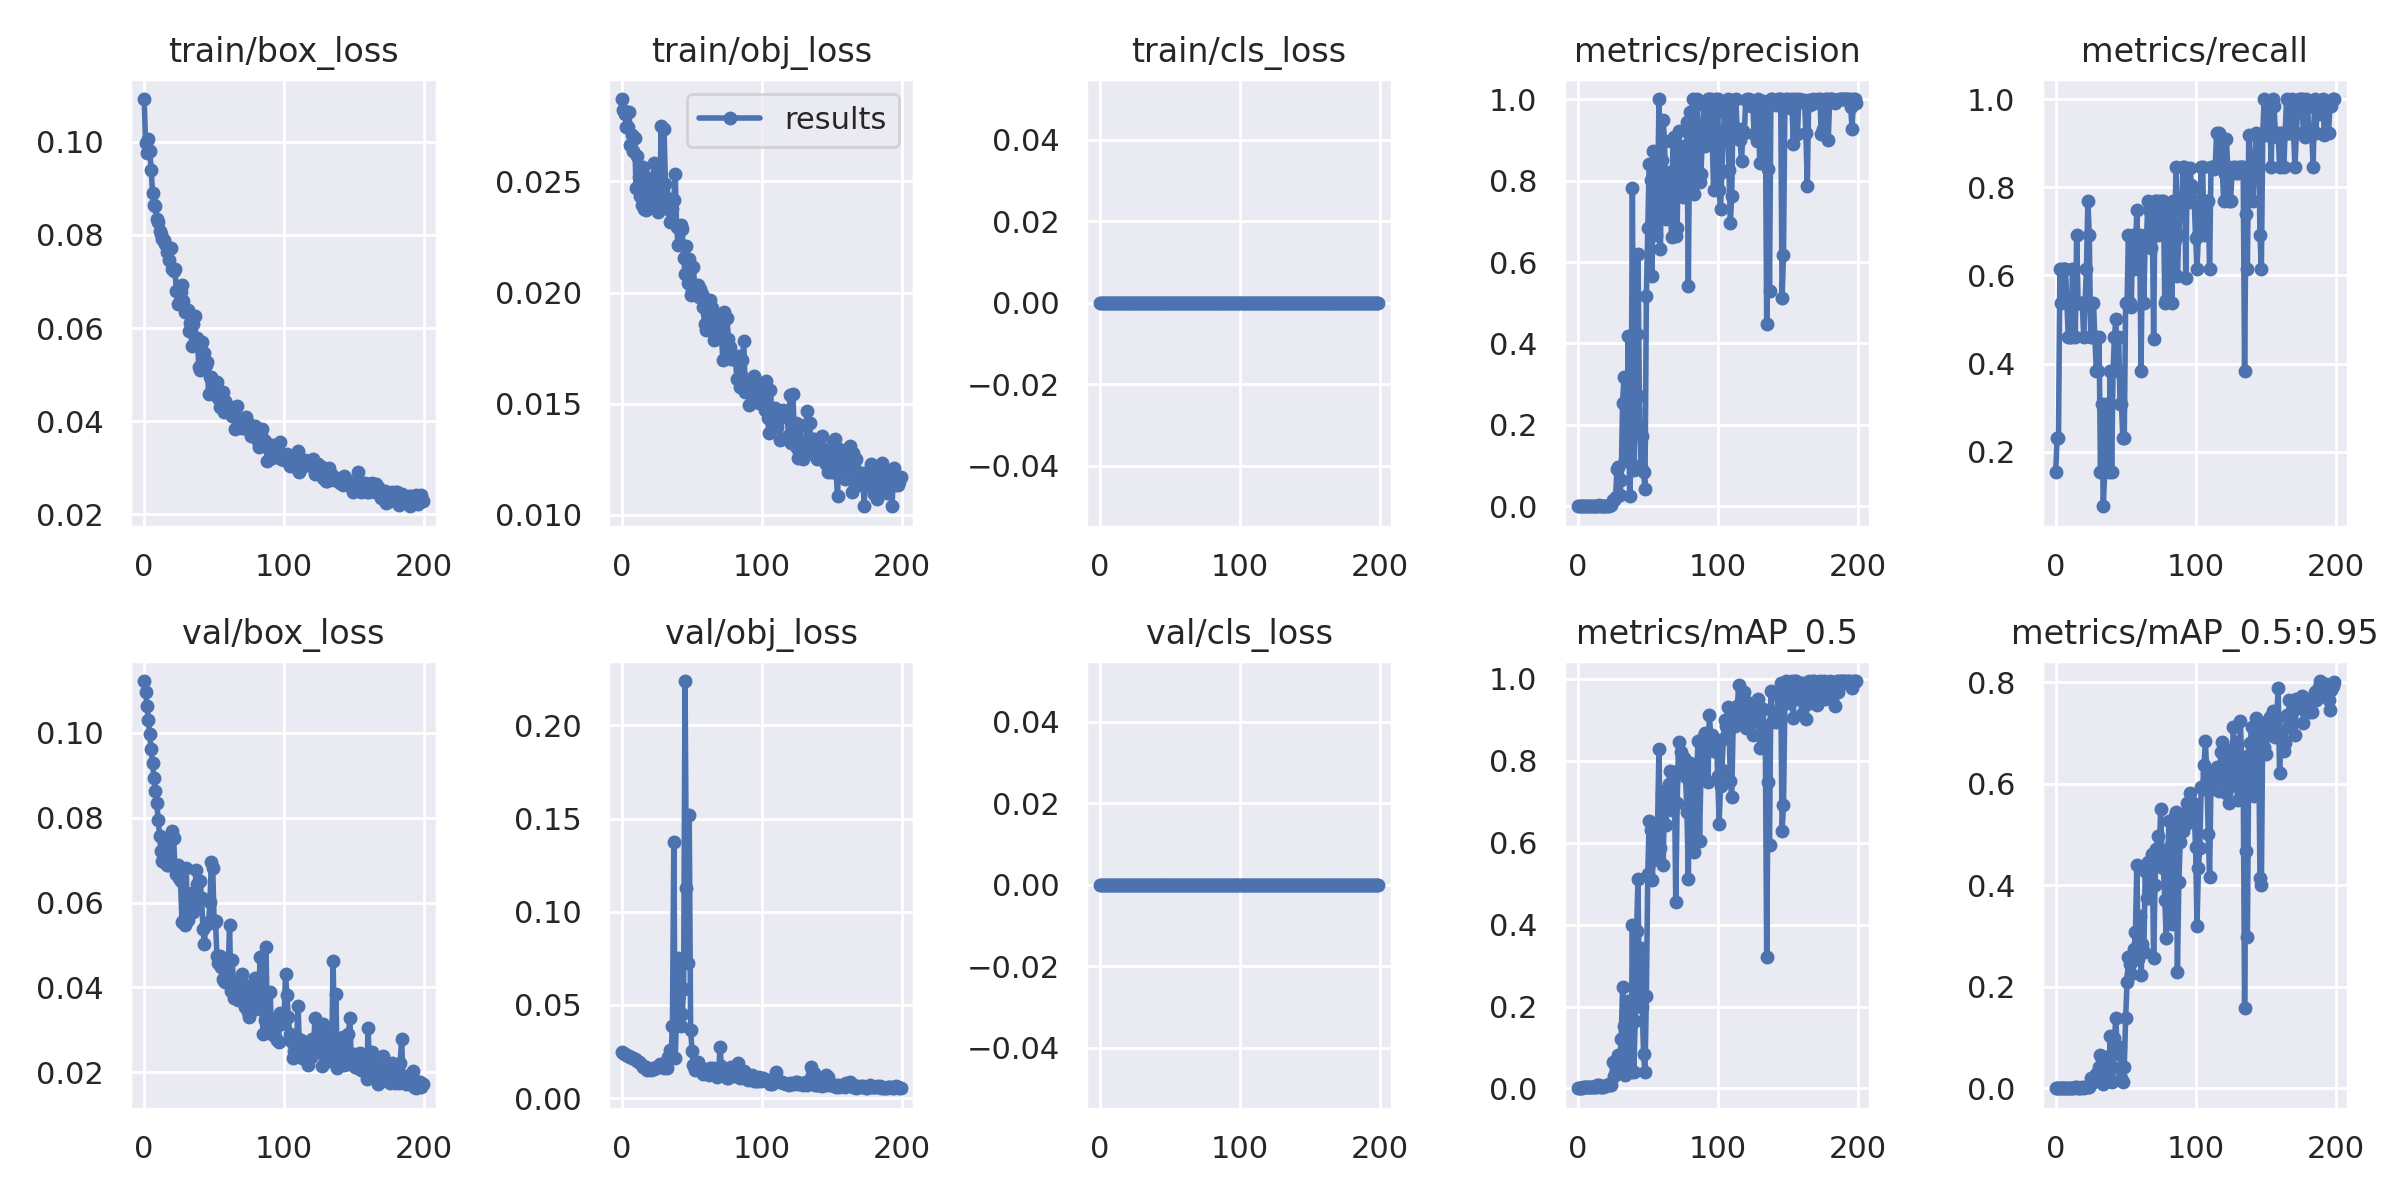 train/box_loss
0.10
0.08
0.06
0.04
0.02
0 100 200
train/obj_loss
results
0.025
0.020
0.015
0.010
0 100 200
train/cls_loss
0.04
0.02
0.00
−0.02
−0.04
0 100 200
metrics/precision
1.0
0.8
0.6
0.4
0.2
0.0
0 100 200
metrics/recall
1.0
0.8
0.6
0.4
0.2
0 100 200
val/box_loss
0.10
0.08
0.06
0.04
0.02
0 100 200
val/obj_loss
0.20
0.15
0.10
0.05
0.00
0 100 200
val/cls_loss
0.04
0.02
0.00
−0.02
−0.04
0 100 200
metrics/mAP_0.5
1.0
0.8
0.6
0.4
0.2
0.0
0 100 200
metrics/mAP_0.5:0.95
0.8
0.6
0.4
0.2
0.0
0 100 200